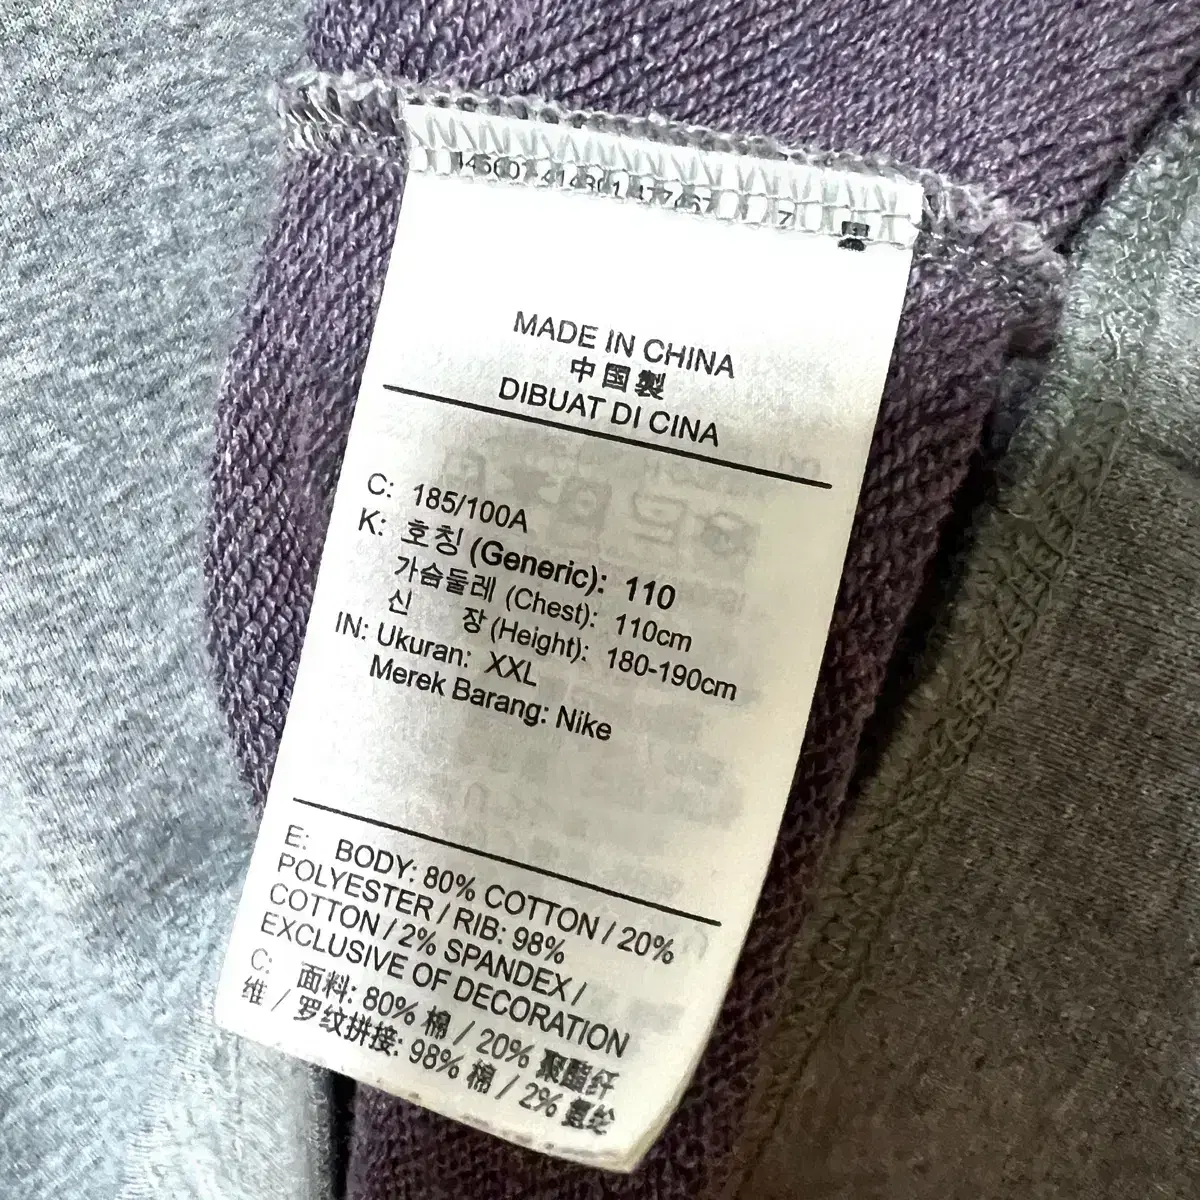 MADE IN CHINA
中国製
DIBUAT DI CINA
C: 185/100A
K: 호칭 (Generic): 110
가슴둘레 (Chest): 110cm
신 장 (Height): 180-190cm
IN: Ukuran: XXL
Merek Barang: Nike
E: BODY: 80% COTTON / 20%
POLYESTER / RIB: 98%
COTTON / 2% SPANDEX /
EXCLUSIVE OF DECORATION
C: 面料: 80% 棉 / 20% 聚酯纤
维 / 罗纹拼接: 98% 棉 / 2% 氨纶